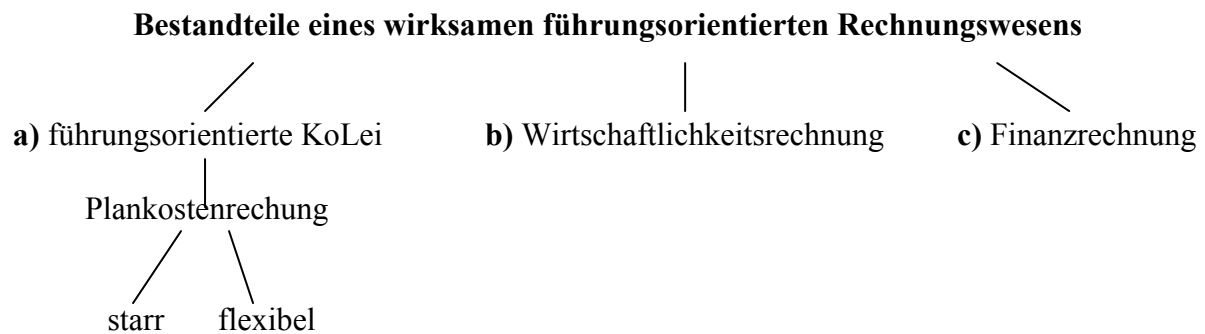 Bestandteile eines wirksamen führungsorientierten Rechnungswesens
a) führungsorientierte KoLei b) Wirtschaftlichkeitsrechnung c) Finanzrechnung
Plankostenrechung
starr flexibel